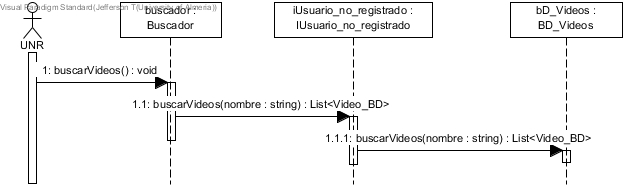 Visual Paradigm Standard(Jefferson T(University of Almeria))
buscador :
Buscador
iUsuario_no_registrado :
IUsuario_no_registrado
bD_Videos :
BD_Videos
UNR
1: buscarVideos() : void
1.1: buscarVideos(nombre : string) : List<Video_BD>
1.1.1: buscarVideos(nombre : string) : List<Video_BD>